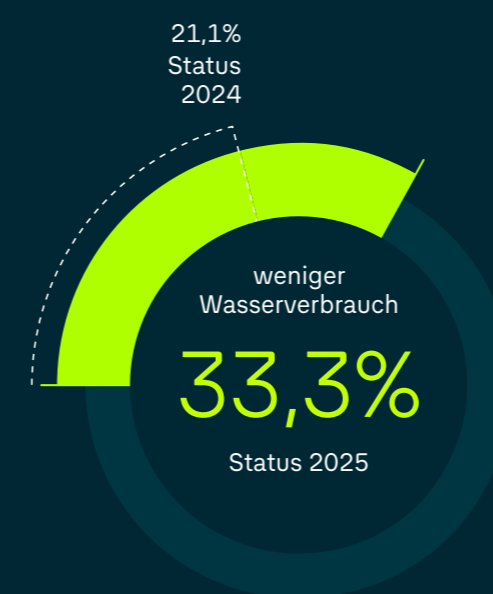 21,1%
Status
2024
weniger
Wasserverbrauch
33,3%
Status 2025